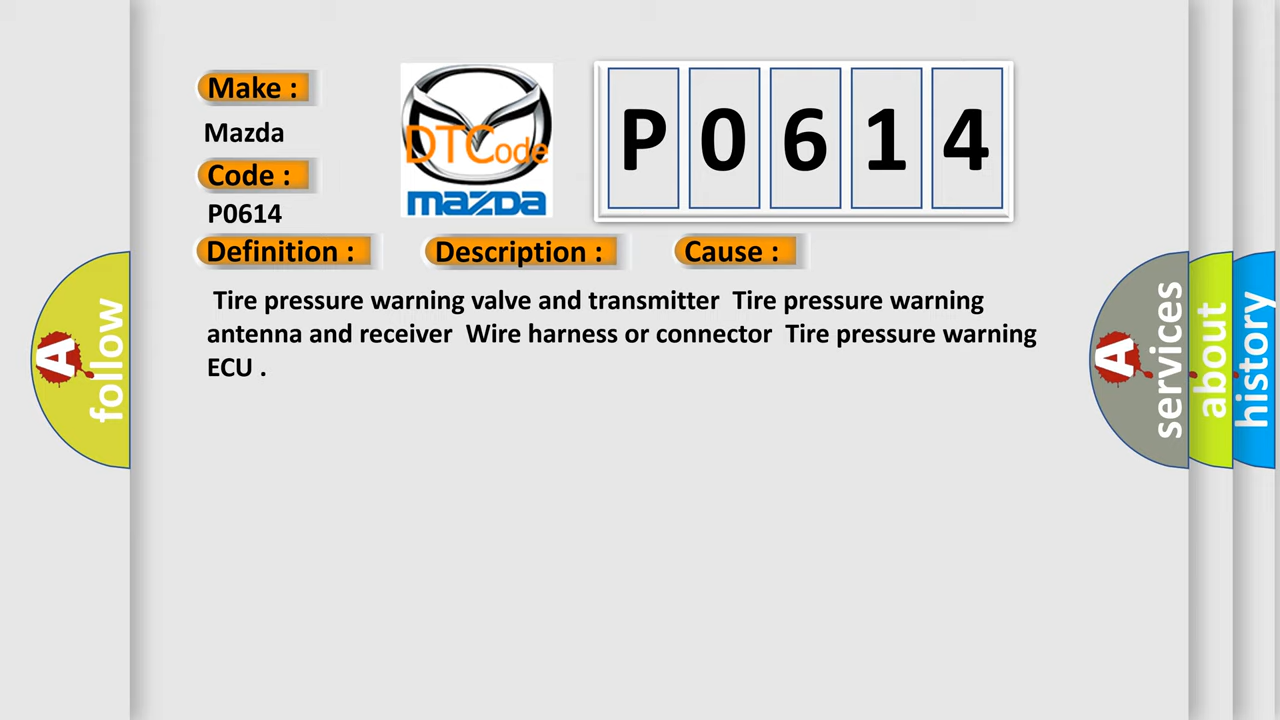 Make :
Mazda
Code :
P0614
DTCode
mazda
P 0 6 1 4
Definition :
Description :
Cause :
Tire pressure warning valve and transmitter Tire pressure warning
antenna and receiver Wire harness or connector Tire pressure warning
ECU .
A follow
A services
about
history